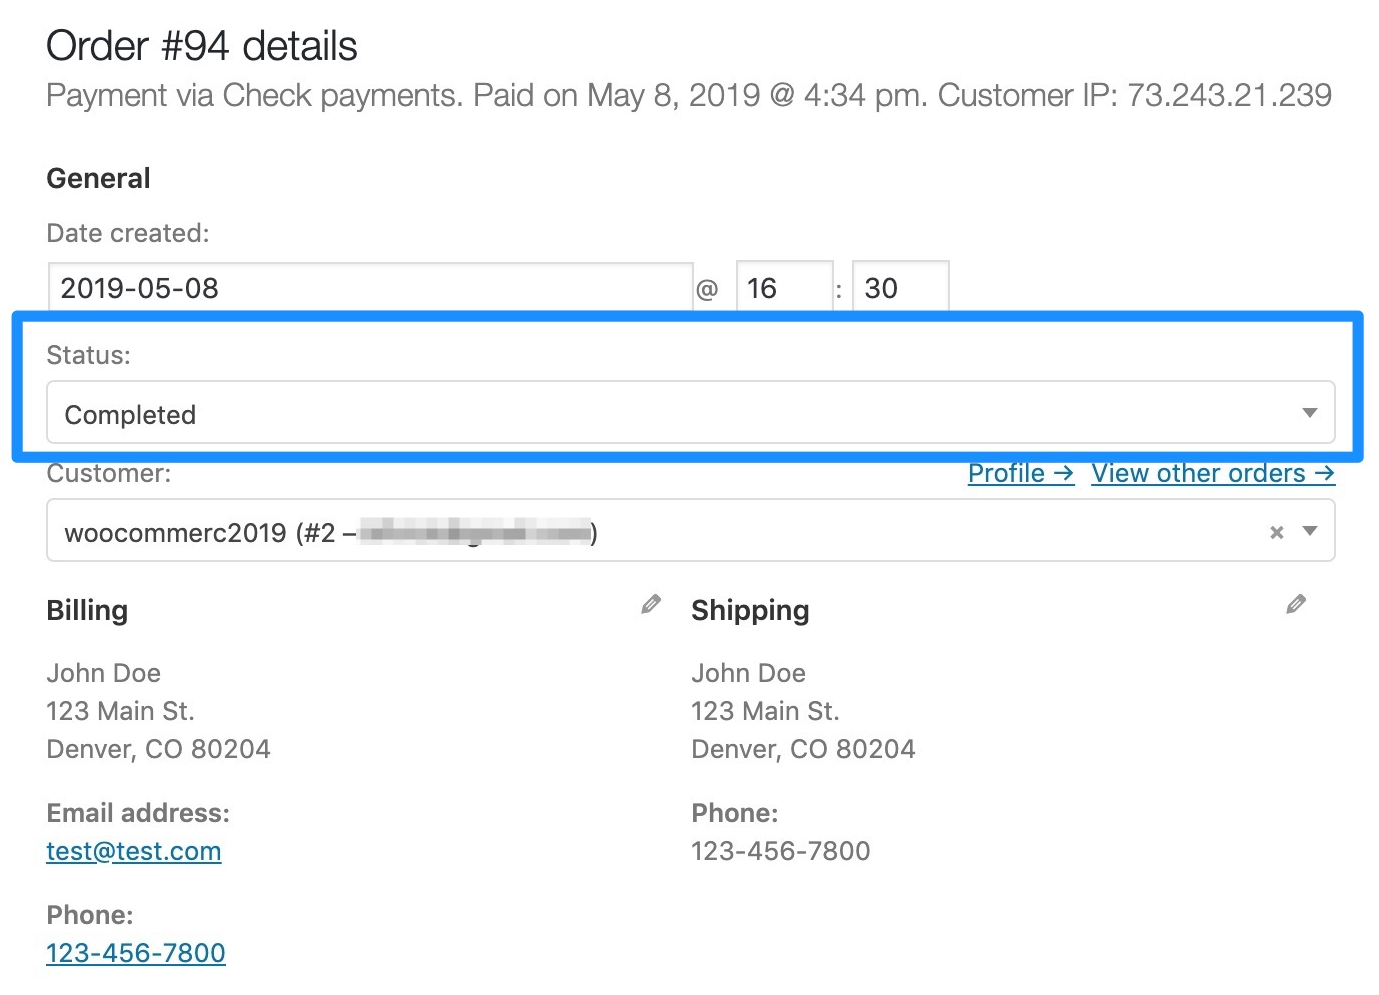 Order #94 details
Payment via Check payments. Paid on May 8, 2019 @ 4:34 pm. Customer IP: 73.243.21.239
General
Date created:
2019-05-08 @ 16 : 30
Status:
Completed
Customer: Profile → View other orders →
woocommerc2019 (#2 – )
Billing
John Doe
123 Main St.
Denver, CO 80204
Email address:
test@test.com
Phone:
123-456-7800
Shipping
John Doe
123 Main St.
Denver, CO 80204
Phone:
123-456-7800